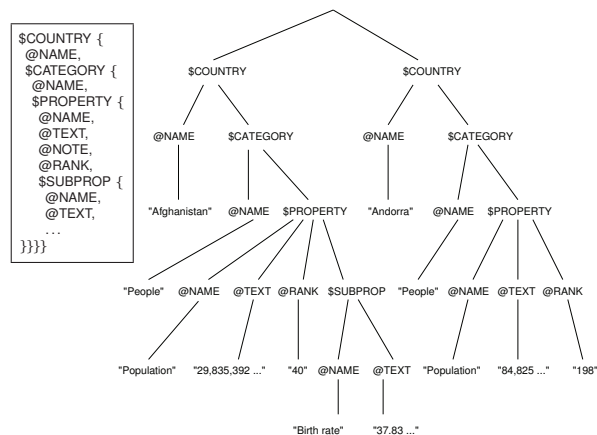 $COUNTRY {
@NAME,
$CATEGORY {
@NAME,
$PROPERTY {
@NAME,
@TEXT,
@NOTE,
@RANK,
$SUBPROP {
@NAME,
@TEXT,
...
}}}}
$COUNTRY $COUNTRY
@NAME $CATEGORY @NAME $CATEGORY
"Afghanistan" @NAME $PROPERTY "Andorra" @NAME $PROPERTY
"People" @NAME @TEXT @RANK $SUBPROP "People" @NAME @TEXT @RANK
"Population" "29,835,392 ..." "40" @NAME @TEXT "Population" "84,825 ..." "198"
"Birth rate" "37.83 ..."